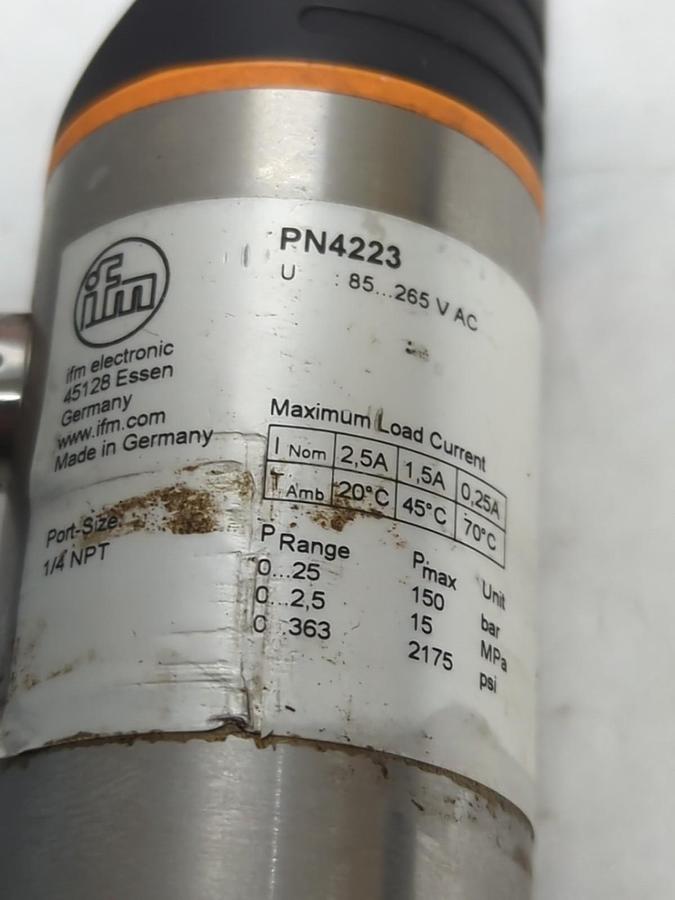 PN4223
U : 85...265 V AC
ifm
ifm electronic
45128 Essen
Germany
www.ifm.com
Made in Germany
Port-Size
1/4 NPT
Maximum Load Current
I Nom 2,5A 1,5A 0,25A
T Amb 20°C 45°C 70°C
P Range Pmax Unit
0...25 150 bar
0...2,5 15 MPa
0...363 2175 psi